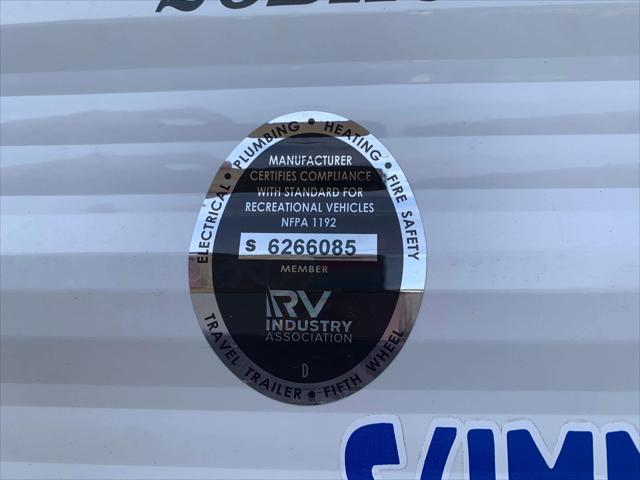 ELECTRICAL • PLUMBING • HEATING • FIRE SAFETY
MANUFACTURER
CERTIFIES COMPLIANCE
WITH STANDARD FOR
RECREATIONAL VEHICLES
NFPA 1192
S 6266085
MEMBER
RV
INDUSTRY
ASSOCIATION
D
TRAVEL TRAILER • FIFTH WHEEL